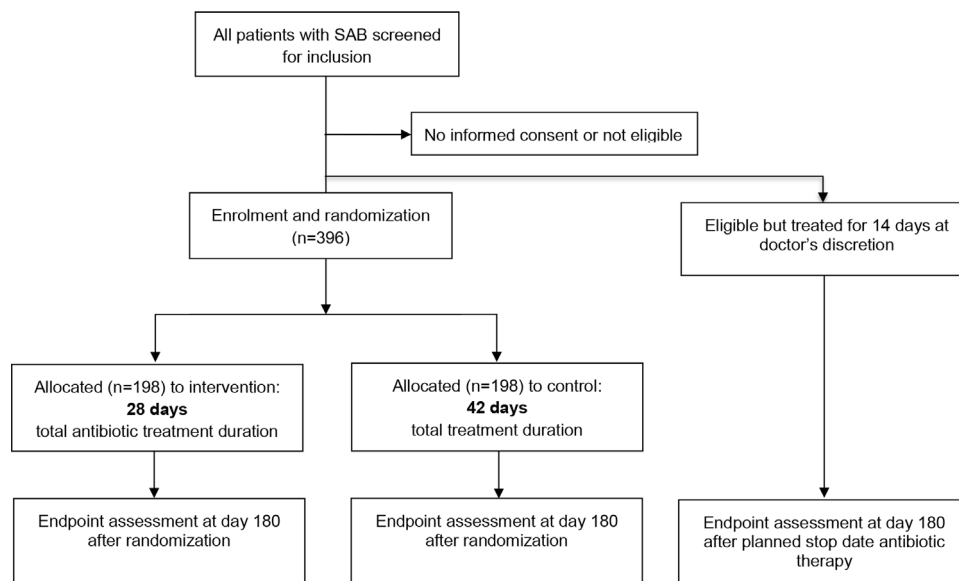 All patients with SAB screened
for inclusion
No informed consent or not eligible
Enrolment and randomization
(n=396)
Eligible but treated for 14 days at
doctor's discretion
Allocated (n=198) to intervention:
28 days
total antibiotic treatment duration
Allocated (n=198) to control:
42 days
total treatment duration
Endpoint assessment at day 180
after randomization
Endpoint assessment at day 180
after randomization
Endpoint assessment at day 180
after planned stop date antibiotic
therapy